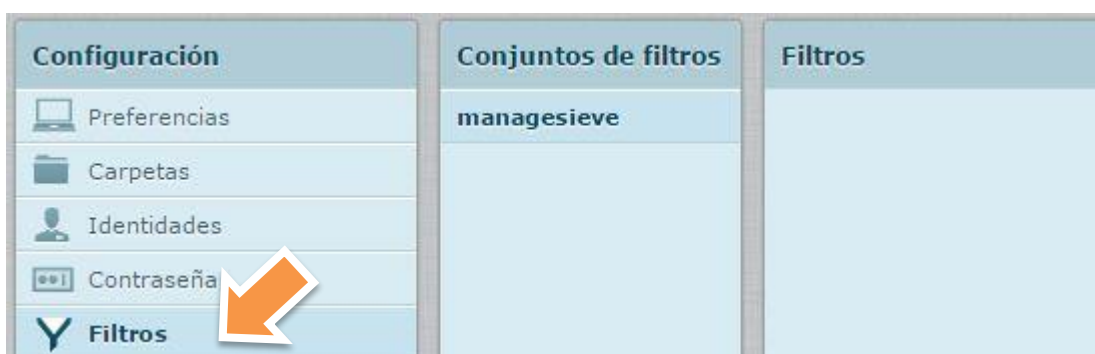 Configuración
Preferencias
Carpetas
Identidades
Contraseña
Filtros
Conjuntos de filtros
managesieve
Filtros